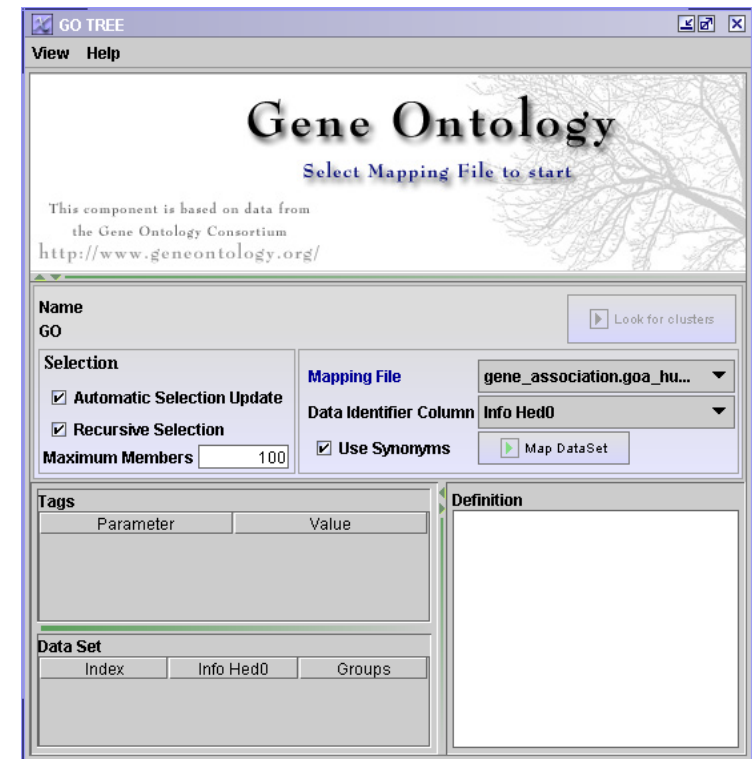 GO TREE
View Help
Gene Ontology
Select Mapping File to start
This component is based on data from
the Gene Ontology Consortium
http://www.geneontology.org/
Name
GO
Look for clusters
Selection
Automatic Selection Update
Recursive Selection
Maximum Members 100
Mapping File gene_association.goa_hu...
Data Identifier Column Info Hed0
Use Synonyms Map DataSet
Tags
Parameter Value
Definition
Data Set
Index Info Hed0 Groups